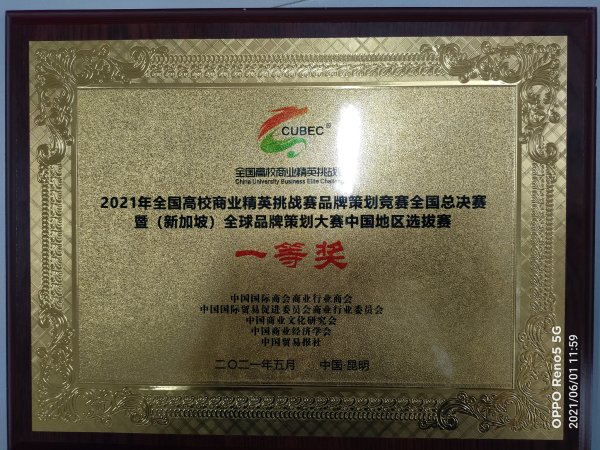 CUBEC®
全国高校商业精英挑战赛
China University Business Elite Challenge
2021年全国高校商业精英挑战赛品牌策划竞赛全国总决赛
暨（新加坡）全球品牌策划大赛中国地区选拔赛
一等奖
中国国际商会商业行业商会
中国国际贸易促进委员会商业行业委员会
中国商业文化研究会
中国商业经济学会
中国贸易报社
二〇二一年五月 中国·昆明
OPPO Reno5 5G
2021/06/01 11:59